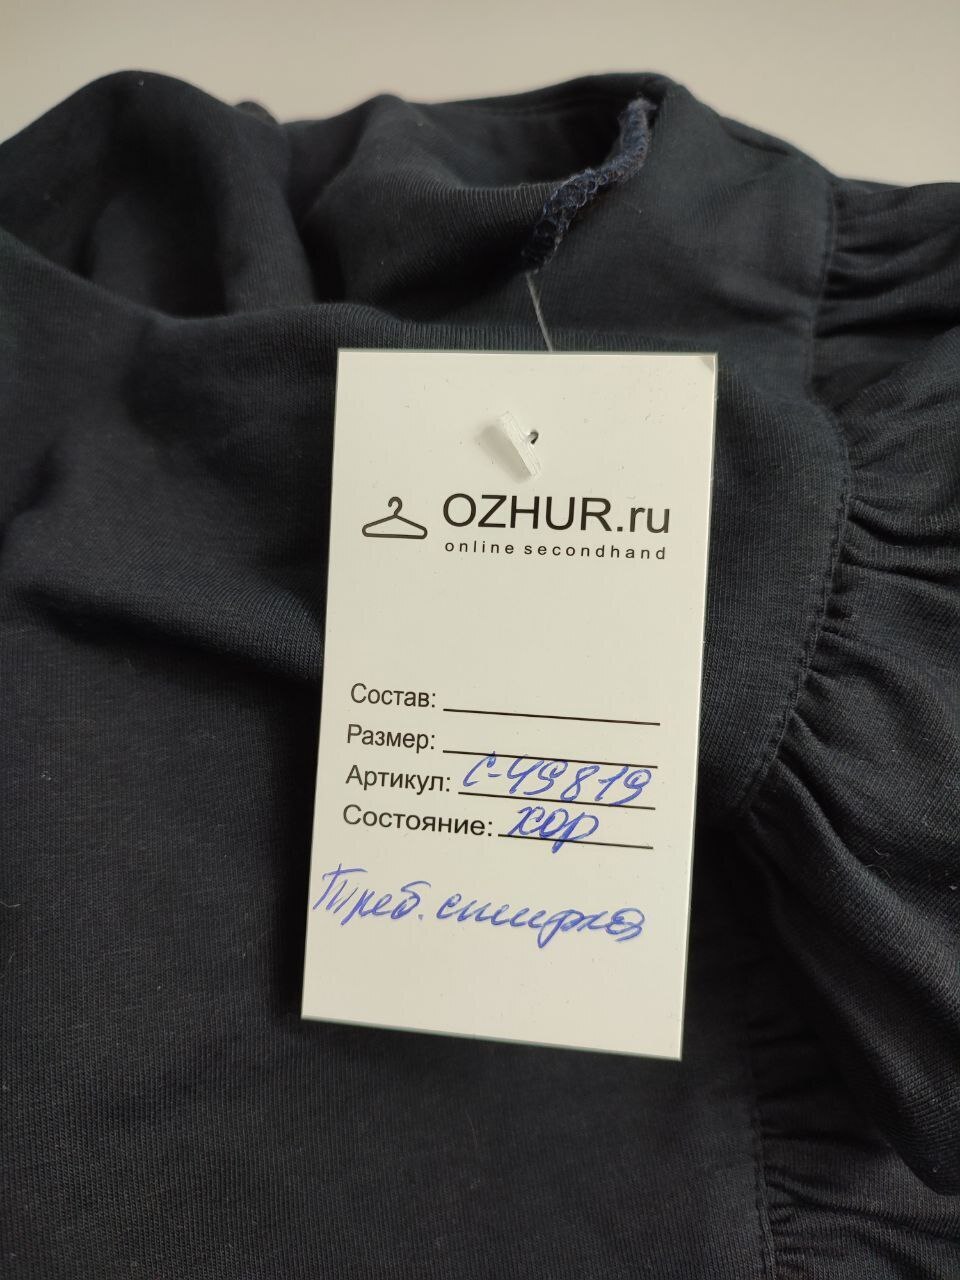 OZHUR.ru
online secondhand
Состав:
Размер:
Артикул: С-49819
Состояние: хор
Треб. стирка